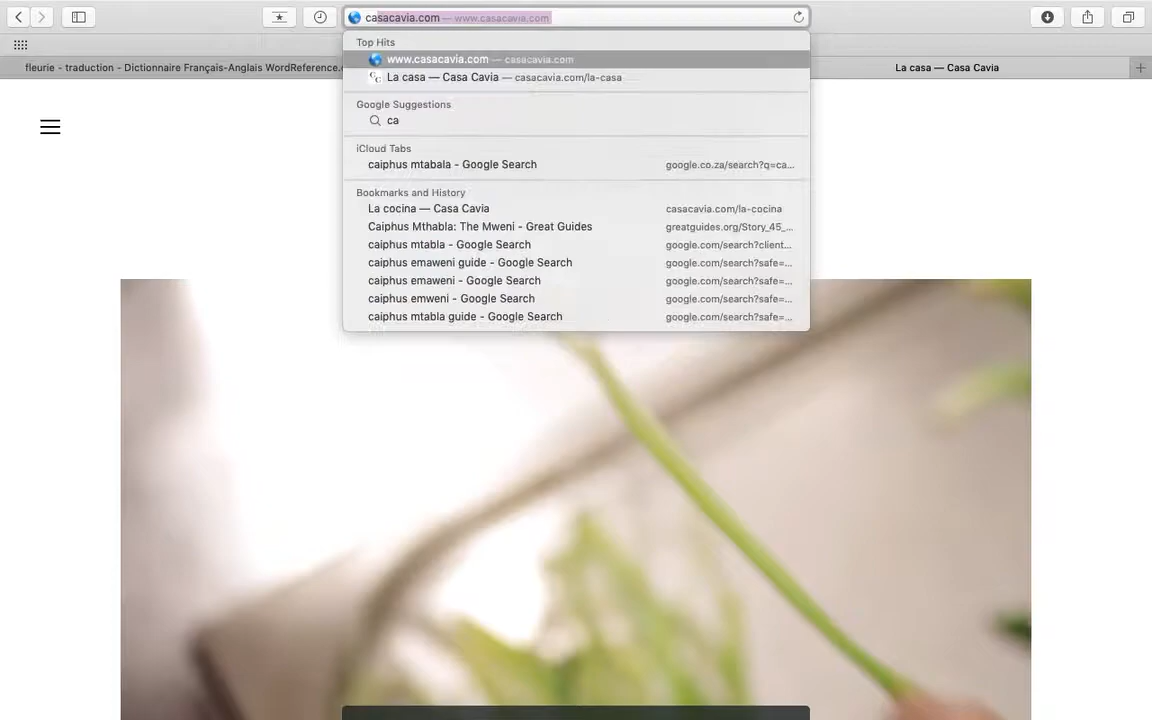 casacavia.com — www.casacavia.com
Top Hits
www.casacavia.com — casacavia.com
fleurie - traduction - Dictionnaire Français-Anglais WordReference.c
La casa — Casa Cavia
La casa — Casa Cavia — casacavia.com/la-casa
Google Suggestions
ca
iCloud Tabs
caiphus mtabala - Google Search google.co.za/search?q=ca...
Bookmarks and History
La cocina — Casa Cavia casacavia.com/la-cocina
Caiphus Mthabla: The Mweni - Great Guides greatguides.org/Story_45_...
caiphus mtabla - Google Search google.com/search?client...
caiphus emaweni guide - Google Search google.com/search?safe=...
caiphus emaweni - Google Search google.com/search?safe=...
caiphus emweni - Google Search google.com/search?safe=...
caiphus mtabla guide - Google Search google.com/search?safe=...